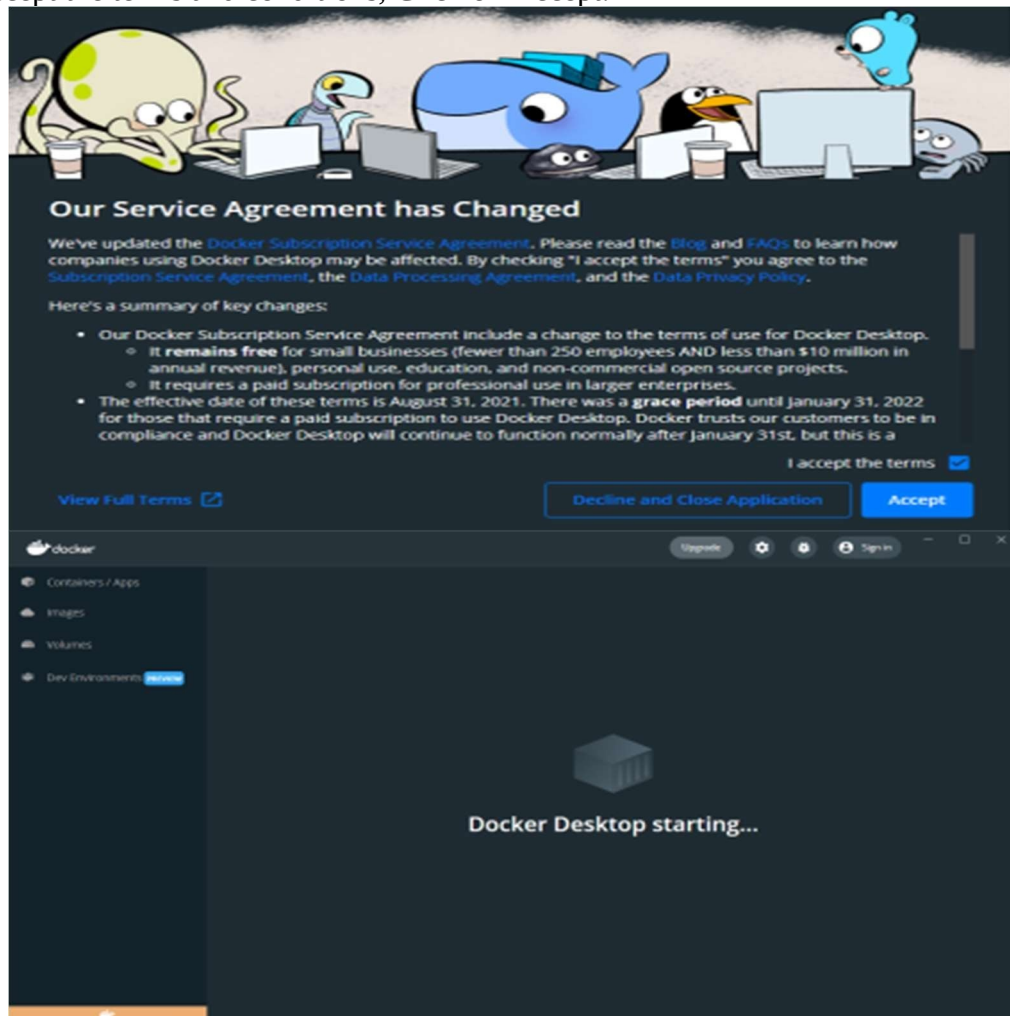 Our Service Agreement has Changed
We've updated the Docker Subscription Service Agreement. Please read the Blog and FAQs to learn how
companies using Docker Desktop may be affected. By checking "I accept the terms" you agree to the
Subscription Service Agreement, the Data Processing Agreement, and the Data Privacy Policy.
Here's a summary of key changes:
• Our Docker Subscription Service Agreement include a change to the terms of use for Docker Desktop.
◦ It remains free for small businesses (fewer than 250 employees AND less than $10 million in
annual revenue), personal use, education, and non-commercial open source projects.
◦ It requires a paid subscription for professional use in larger enterprises.
• The effective date of these terms is August 31, 2021. There was a grace period until January 31, 2022
for those that require a paid subscription to use Docker Desktop. Docker trusts our customers to be in
compliance and Docker Desktop will continue to function normally after January 31st, but this is a
I accept the terms
View Full Terms
Decline and Close Application
Accept
docker
Upgrade
Sign in
Containers / Apps
Images
Volumes
Dev Environments PREVIEW
Docker Desktop starting...